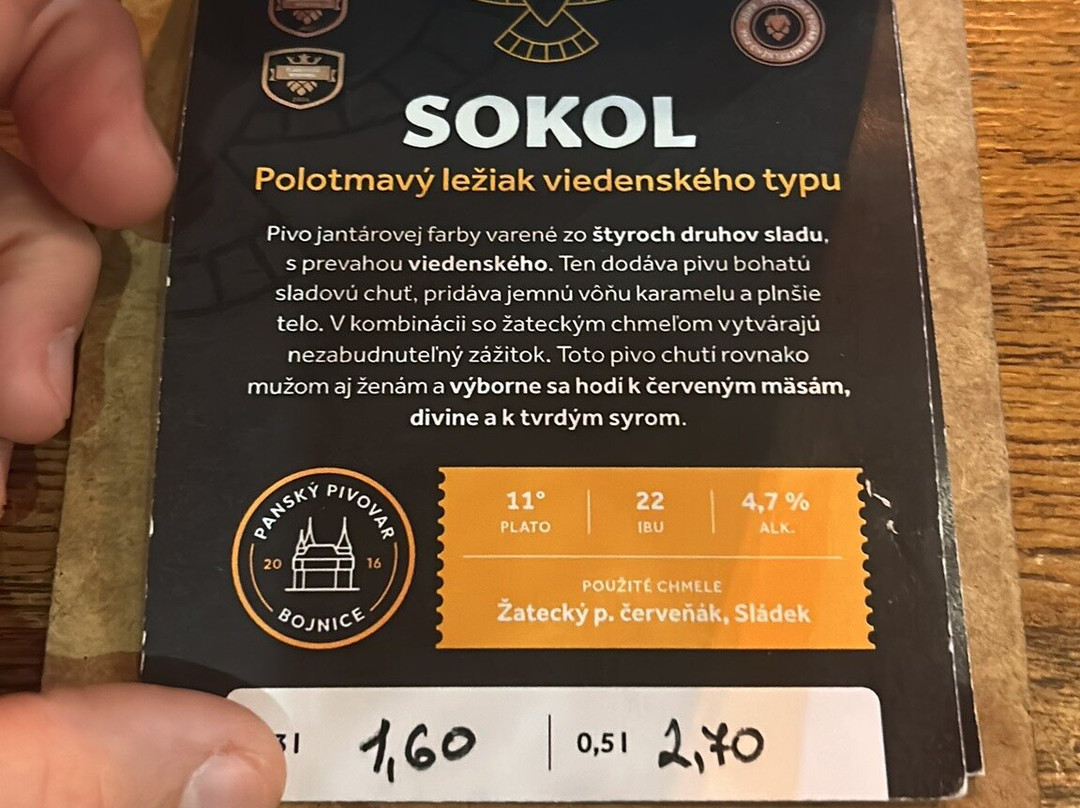 SOKOL
Polotmavý ležiak viedenského typu
Pivo jantárovej farby varené zo štyroch druhov sladu,
s prevahou viedenského. Ten dodáva pivu bohatú
sladovú chuť, pridáva jemnú vôňu karamelu a plnšie
telo. V kombinácii so žateckým chmeľom vytvárajú
nezabudnuteľný zážitok. Toto pivo chutí rovnako
mužom aj ženám a výborne sa hodí k červeným mäsám,
divine a k tvrdým syrom.
PANSKÝ PIVOVAR
20 16
BOJNICE
11° 22 4,7 %
PLATO IBU ALK.
POUŽITÉ CHMELE
Žatecký p. červeňák, Sládek
3 l 1,60 0,5 l 2,70